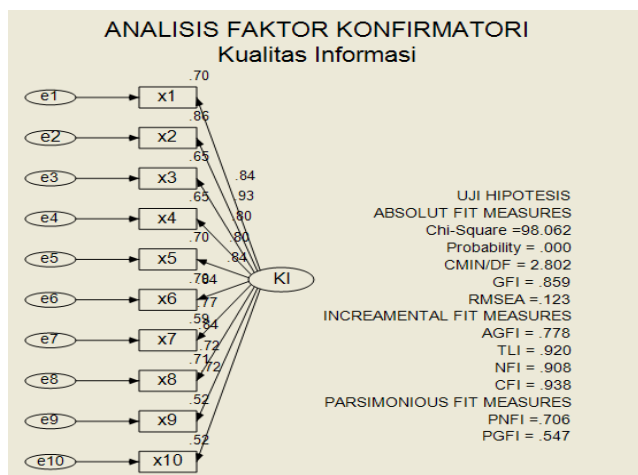 ANALISIS FAKTOR KONFIRMATORI
Kualitas Informasi
.70
e1 x1
.86
e2 x2
.65
e3 x3
.65
e4 x4
.70
e5 x5
.70
e6 x6
.59
e7 x7
.71
e8 x8
.52
e9 x9
.52
e10 x10
.84
.93
.80
.80
.84
.84
.77
.84
.72
.72
KI
UJI HIPOTESIS
ABSOLUT FIT MEASURES
Chi-Square =98.062
Probability = .000
CMIN/DF = 2.802
GFI = .859
RMSEA =.123
INCREAMENTAL FIT MEASURES
AGFI = .778
TLI = .920
NFI = .908
CFI = .938
PARSIMONIOUS FIT MEASURES
PNFI =.706
PGFI = .547